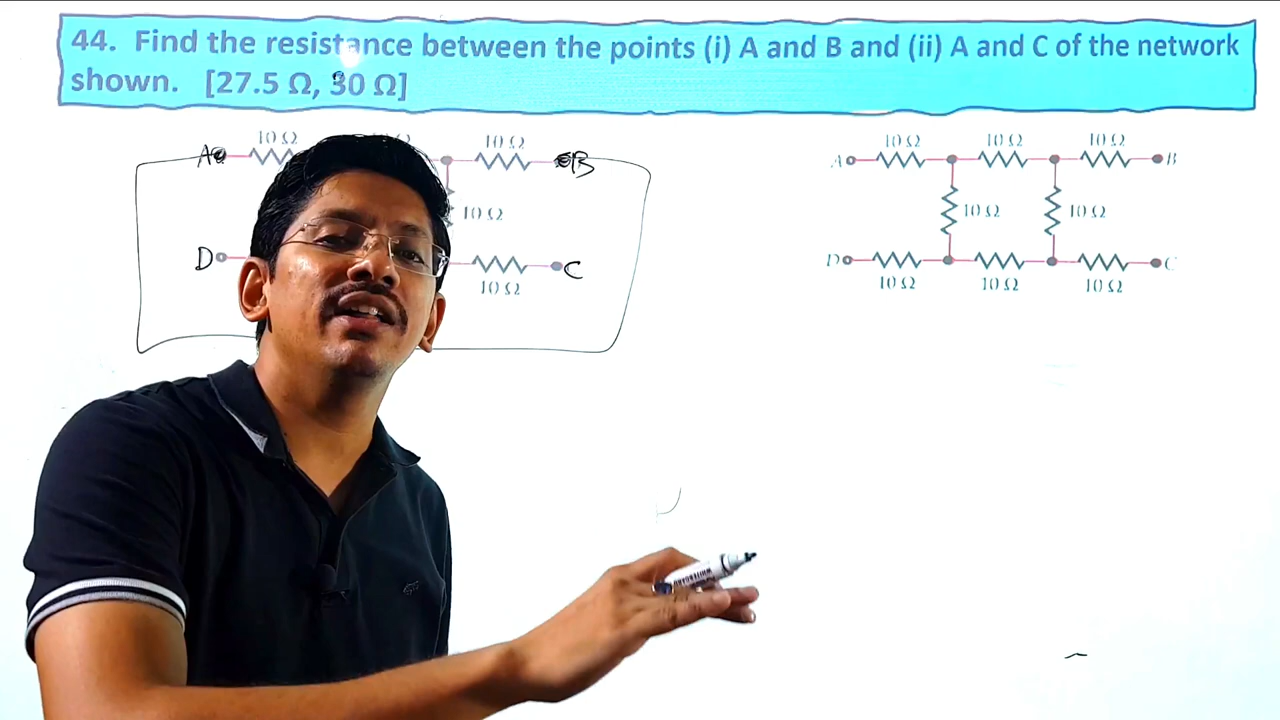 44. Find the resistance between the points (i) A and B and (ii) A and C of the network
shown. [27.5 Ω, 30 Ω]
10 Ω 10 Ω
A B
10 Ω
D C
10 Ω
10 Ω 10 Ω 10 Ω
A B
10 Ω 10 Ω
D C
10 Ω 10 Ω 10 Ω
WHITEBOARD